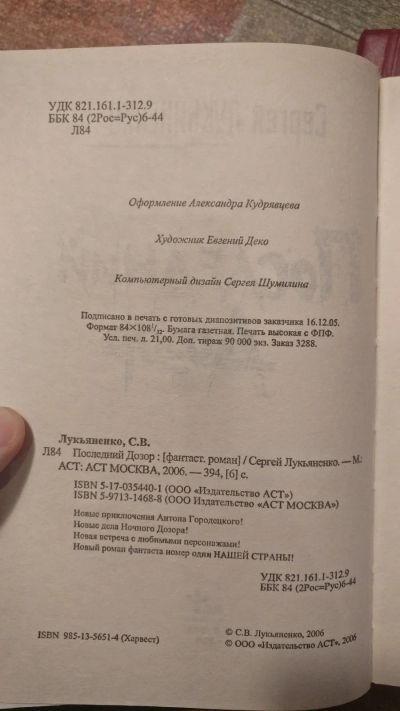 УДК 821.161.1-312.9
ББК 84 (2Рос=Рус)6-44
Л84
Оформление Александра Кудрявцева
Художник Евгений Деко
Компьютерный дизайн Сергея Шумилина
Подписано в печать с готовых диапозитивов заказчика 16.12.05.
Формат 84×108¹/₃₂. Бумага газетная. Печать высокая с ФПФ.
Усл. печ. л. 21,00. Доп. тираж 90 000 экз. Заказ 3288.
Лукьяненко, С.В.
Л84 Последний Дозор : [фантаст. роман] / Сергей Лукьяненко. — М.:
АСТ: АСТ МОСКВА, 2006. — 394, [6] с.
ISBN 5-17-035440-1 (ООО «Издательство АСТ»)
ISBN 5-9713-1468-8 (ООО Издательство «АСТ МОСКВА»)
Новые приключения Антона Городецкого!
Новые дела Ночного Дозора!
Новая встреча с любимыми персонажами!
Новый роман фантаста номер один НАШЕЙ СТРАНЫ!
УДК 821.161.1-312.9
ББК 84 (2Рос=Рус)6-44
ISBN 985-13-5651-4 (Харвест)
© С.В. Лукьяненко, 2006
© ООО «Издательство АСТ», 2006